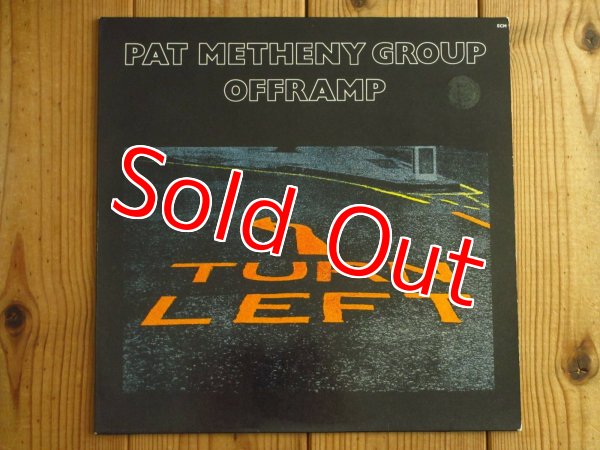 ECM
PAT METHENY GROUP
OFFRAMP
Sold Out
TURN
LEFT